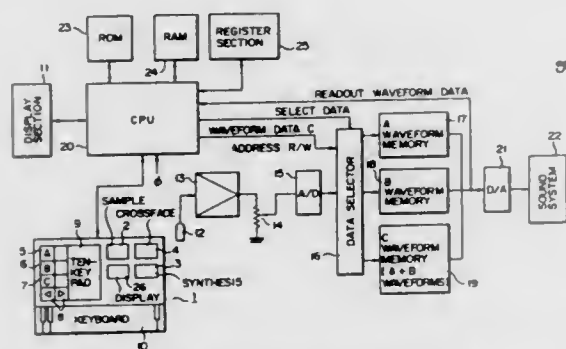 23
ROM
RAM
24
REGISTER
SECTION
25
11
DISPLAY
SECTION
CPU
20
READOUT WAVEFORM DATA
SELECT DATA
WAVEFORM DATA C
ADDRESS R/W
φ
17
A
WAVEFORM
MEMORY
18
B
WAVEFORM
MEMORY
C
WAVEFORM
MEMORY
(A + B
WAVEFORMS)
19
DATA SELECTOR
16
15
A/D
13
14
12
21
D/A
22
SOUND
SYSTEM
SAMPLE
CROSSFADE
9
2
5
A
6
B
7
C
8
TEN-
KEY
PAD
4
3
SYNTHESIS
26
DISPLAY
1
KEYBOARD
10